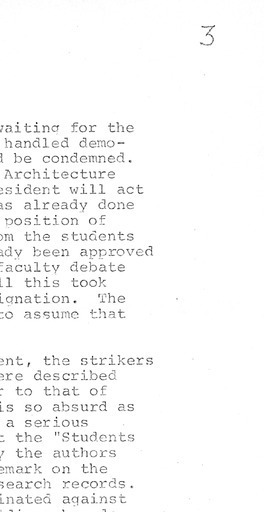 3
waiting for the
handled demo-
d be condemned.
Architecture
esident will act
as already done
position of
om the students
ady been approved
faculty debate
ll this took
ignation. The
to assume that
ent, the strikers
ere described
r to that of
is so absurd as
a serious
t the "Students
y the authors
emark on the
search records.
inated against